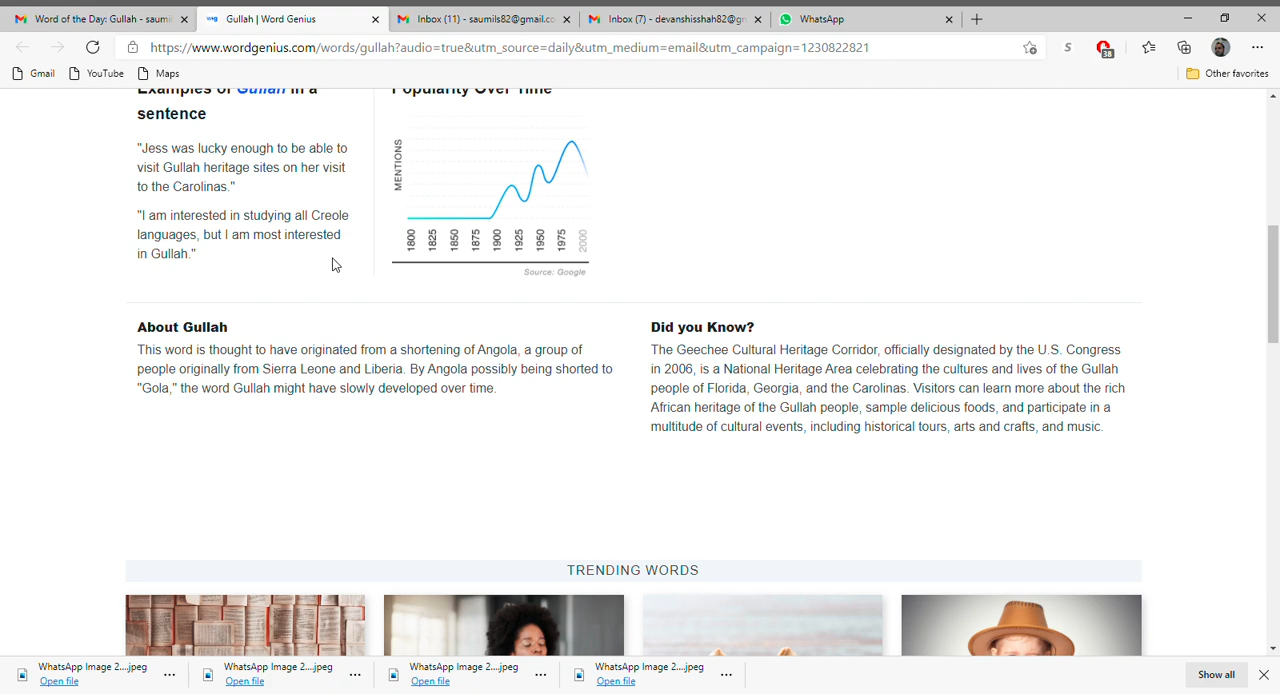 Word of the Day: Gullah - saumi
Gullah | Word Genius
Inbox (11) - saumils82@gmail.co
Inbox (7) - devanshisshah82@gm
WhatsApp
https://www.wordgenius.com/words/gullah?audio=true&utm_source=daily&utm_medium=email&utm_campaign=1230822821
S
38
Gmail
YouTube
Maps
Other favorites
Examples of Gullah in a
sentence
"Jess was lucky enough to be able to
visit Gullah heritage sites on her visit
to the Carolinas."
"I am interested in studying all Creole
languages, but I am most interested
in Gullah."
Popularity Over Time
MENTIONS
1800
1825
1850
1875
1900
1925
1950
1975
2000
Source: Google
About Gullah
This word is thought to have originated from a shortening of Angola, a group of
people originally from Sierra Leone and Liberia. By Angola possibly being shorted to
"Gola," the word Gullah might have slowly developed over time.
Did you Know?
The Geechee Cultural Heritage Corridor, officially designated by the U.S. Congress
in 2006, is a National Heritage Area celebrating the cultures and lives of the Gullah
people of Florida, Georgia, and the Carolinas. Visitors can learn more about the rich
African heritage of the Gullah people, sample delicious foods, and participate in a
multitude of cultural events, including historical tours, arts and crafts, and music.
TRENDING WORDS
WhatsApp Image 2....jpeg
Open file
WhatsApp Image 2....jpeg
Open file
WhatsApp Image 2....jpeg
Open file
WhatsApp Image 2....jpeg
Open file
Show all